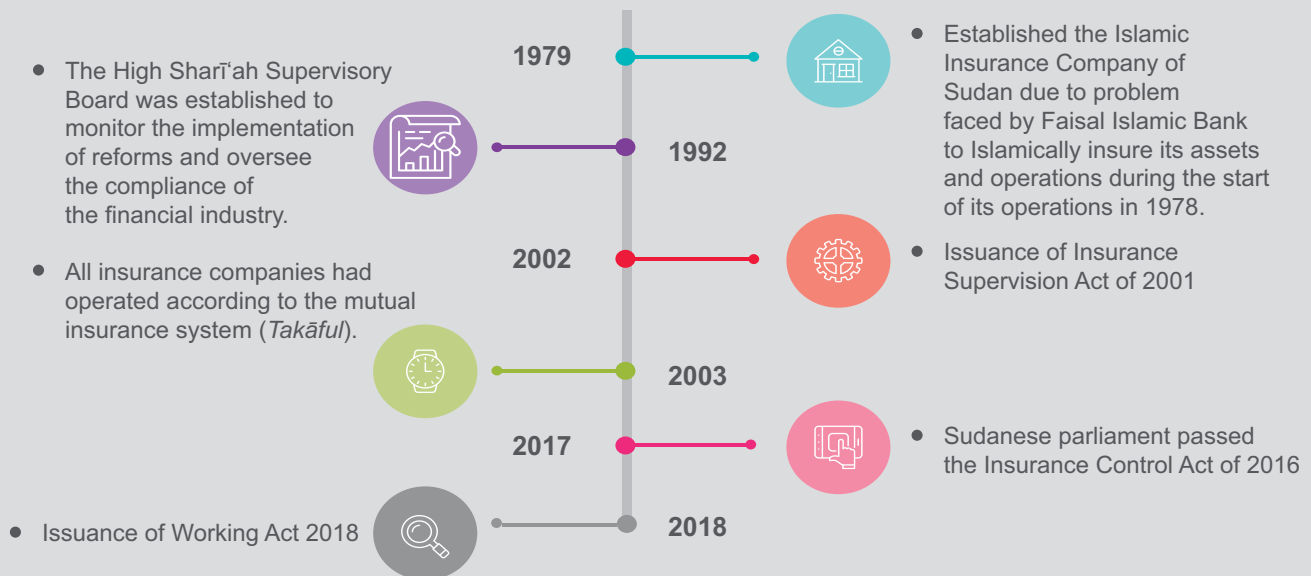 1979
Established the Islamic
Insurance Company of
Sudan due to problem
faced by Faisal Islamic Bank
to Islamically insure its assets
and operations during the start
of its operations in 1978.
The High Sharī‘ah Supervisory
Board was established to
monitor the implementation
of reforms and oversee
the compliance of
the financial industry.
1992
2002
Issuance of Insurance
Supervision Act of 2001
All insurance companies had
operated according to the mutual
insurance system (Takāful).
2003
2017
Sudanese parliament passed
the Insurance Control Act of 2016
Issuance of Working Act 2018
2018